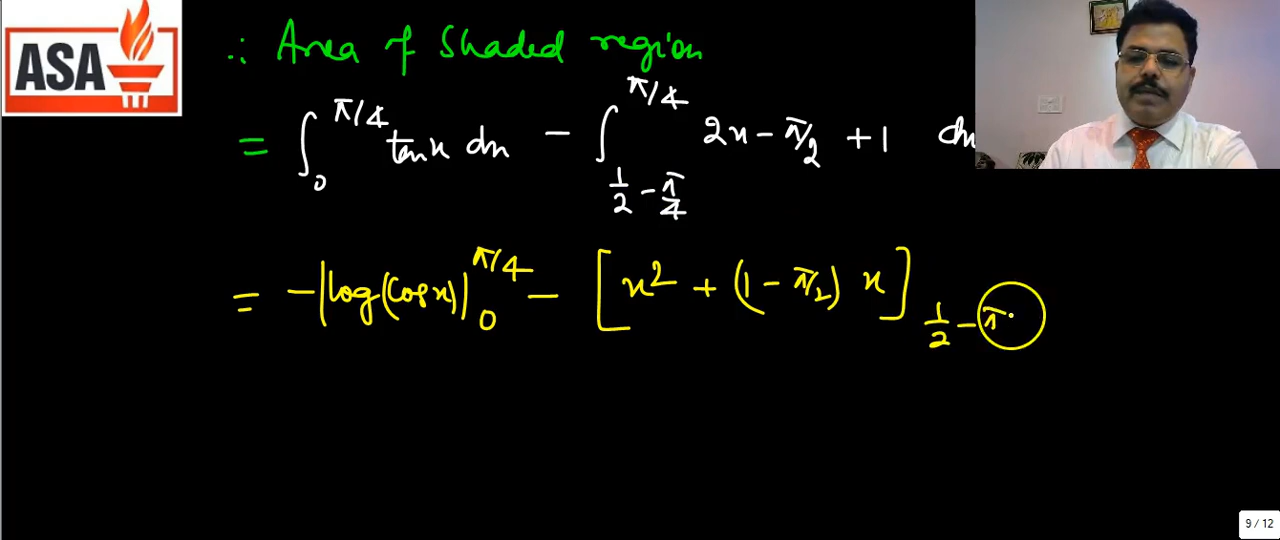 ASA
∴ Area of Shaded region
= ∫₀^{π/4} tan x dx − ∫_{1/2 − π/4}^{π/4} 2x − π/2 + 1 dx
= −|log(cos x)|₀^{π/4} − [x² + (1 − π/2) x]_{1/2 − π}
9 / 12